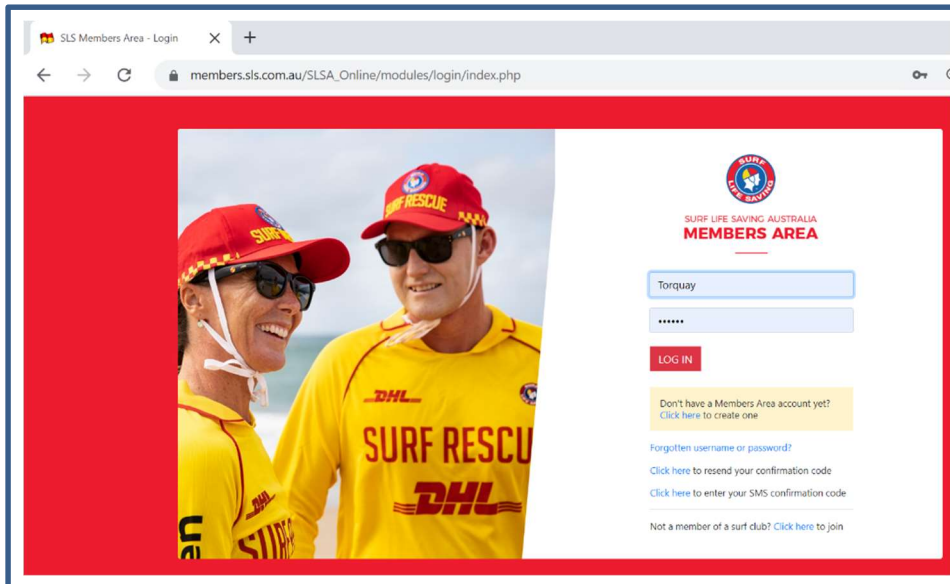 SLS Members Area - Login
members.sls.com.au/SLSA_Online/modules/login/index.php
SURF
LIFE SAVING
SURF LIFE SAVING AUSTRALIA
MEMBERS AREA
Torquay
••••••
LOG IN
Don't have a Members Area account yet?
Click here to create one
Forgotten username or password?
Click here to resend your confirmation code
Click here to enter your SMS confirmation code
Not a member of a surf club? Click here to join
SURF RESCUE
DHL
SURF RESCU
DHL
DHL
SURF